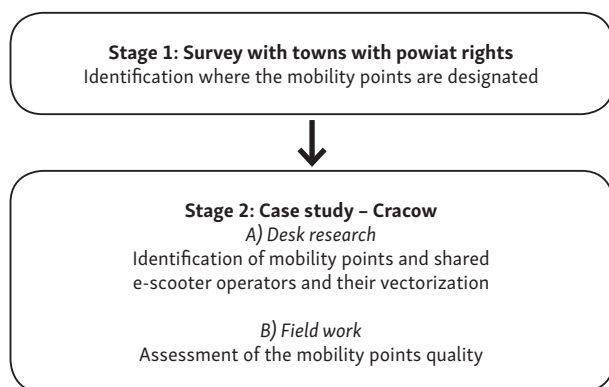 Stage 1: Survey with towns with powiat rights
Identification where the mobility points are designated
Stage 2: Case study – Cracow
A) Desk research
Identification of mobility points and shared
e-scooter operators and their vectorization
B) Field work
Assessment of the mobility points quality